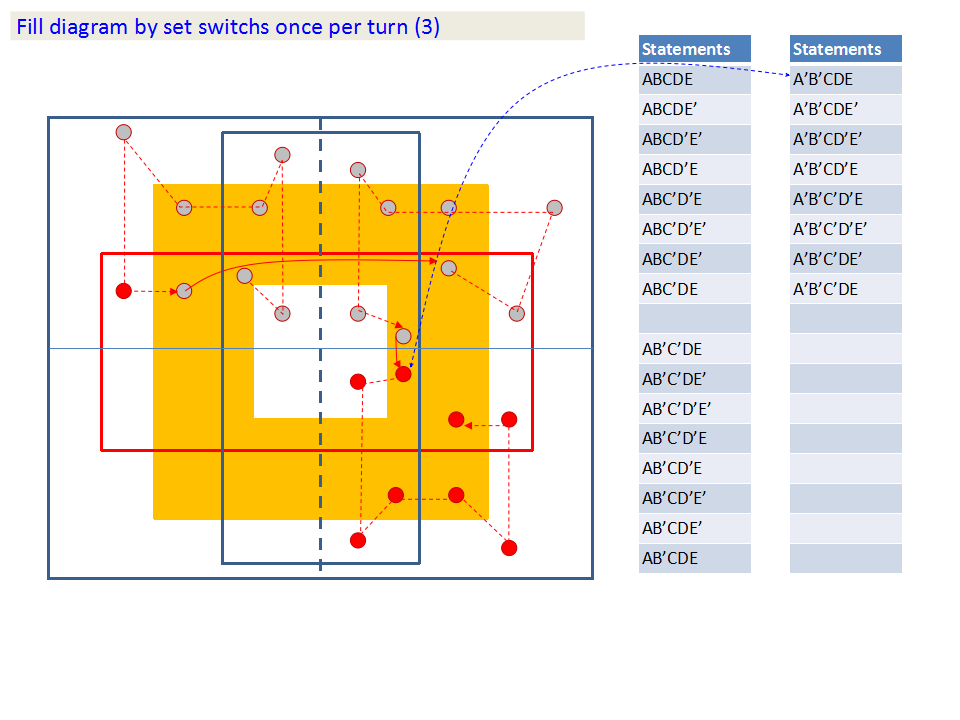 Fill diagram by set switchs once per turn (3)
Statements
ABCDE
ABCDE’
ABCD’E’
ABCD’E
ABC’D’E
ABC’D’E’
ABC’DE’
ABC’DE
AB’C’DE
AB’C’DE’
AB’C’D’E’
AB’C’D’E
AB’CD’E
AB’CD’E’
AB’CDE’
AB’CDE
Statements
A’B’CDE
A’B’CDE’
A’B’CD’E’
A’B’CD’E
A’B’C’D’E
A’B’C’D’E’
A’B’C’DE’
A’B’C’DE